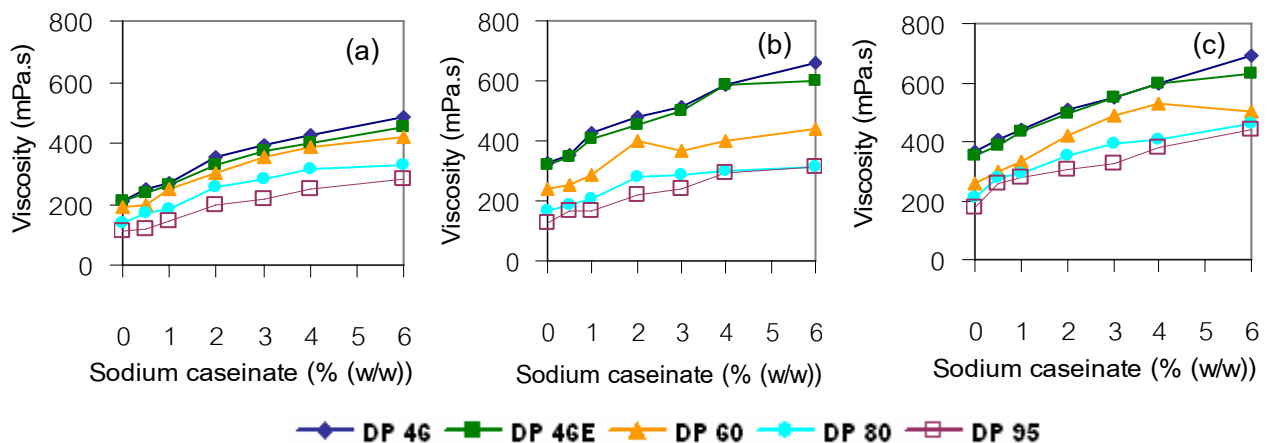 (a)
Viscosity (mPa.s)
800
600
400
200
0
0 1 2 3 4 5 6
Sodium caseinate (% (w/w))
(b)
Viscosity (mPa.s)
800
600
400
200
0
0 1 2 3 4 5 6
Sodium caseinate (% (w/w))
(c)
Viscosity (mPa.s)
800
600
400
200
0
0 1 2 3 4 5 6
Sodium caseinate (% (w/w))
DP 46 DP 46E DP 60 DP 80 DP 95